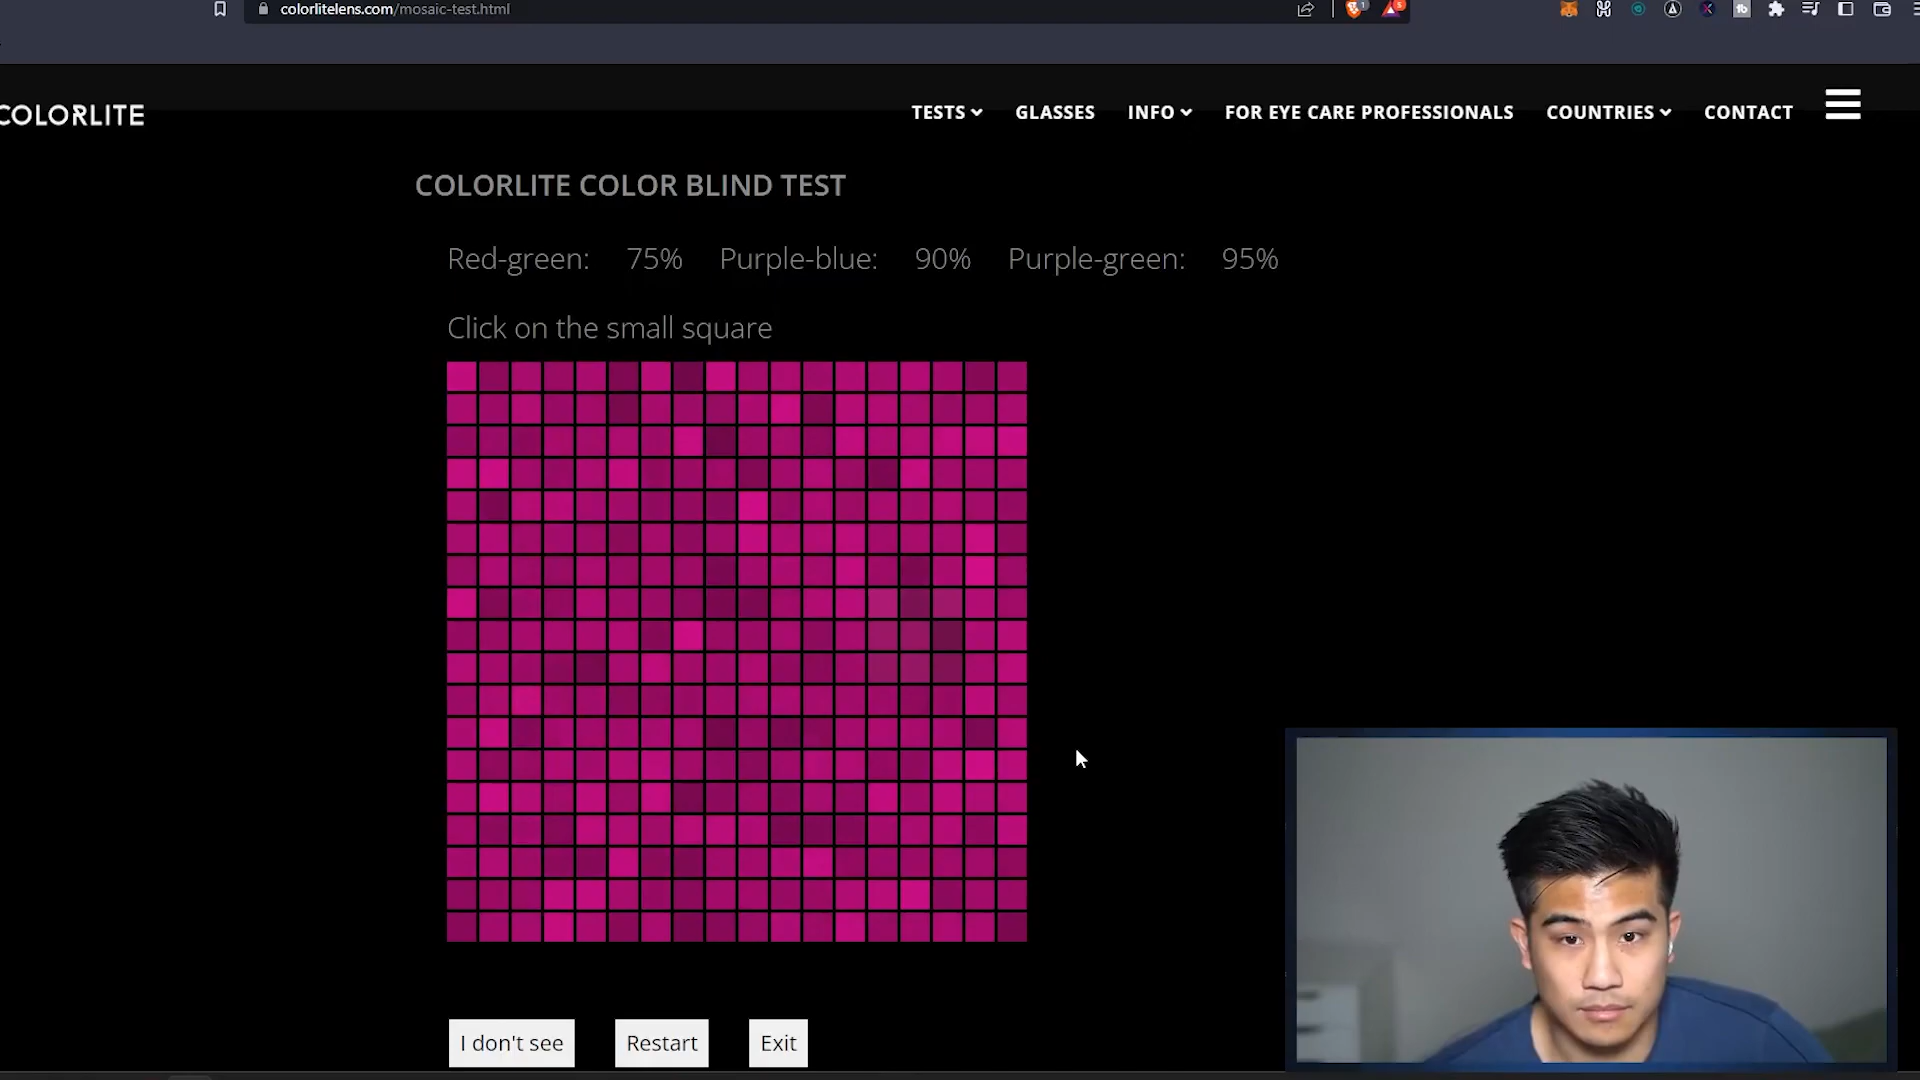 colorlitelens.com/mosaic-test.html
COLORLITE
TESTS GLASSES INFO FOR EYE CARE PROFESSIONALS COUNTRIES CONTACT
COLORLITE COLOR BLIND TEST
Red-green: 75% Purple-blue: 90% Purple-green: 95%
Click on the small square
I don't see Restart Exit